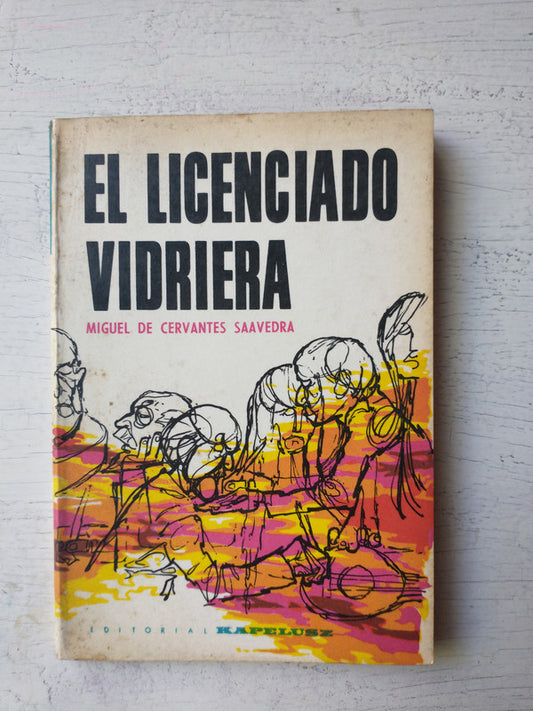 EL LICENCIADO
VIDRIERA
MIGUEL DE CERVANTES SAAVEDRA
EDITORIAL KAPELUSZ